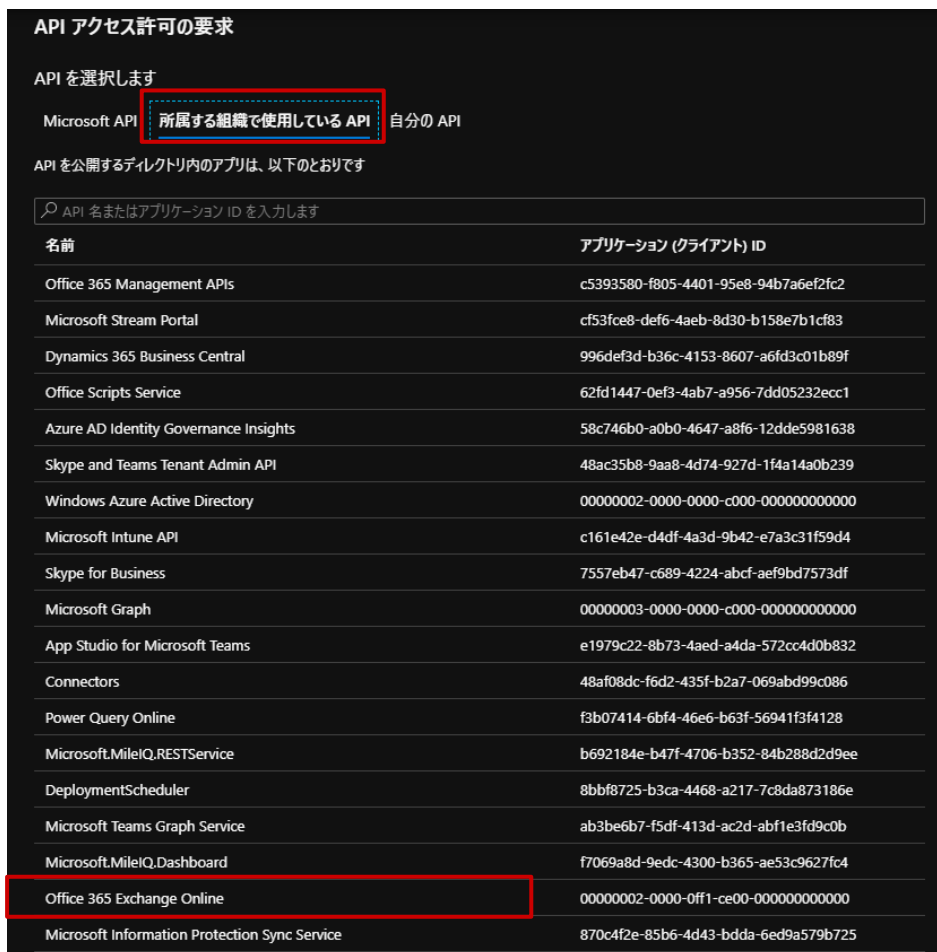 API アクセス許可の要求
API を選択します
Microsoft API 所属する組織で使用している API 自分の API
API を公開するディレクトリ内のアプリは、以下のとおりです
API 名またはアプリケーション ID を入力します
名前 アプリケーション (クライアント) ID
Office 365 Management APIs c5393580-f805-4401-95e8-94b7a6ef2fc2
Microsoft Stream Portal cf53fce8-def6-4aeb-8d30-b158e7b1cf83
Dynamics 365 Business Central 996def3d-b36c-4153-8607-a6fd3c01b89f
Office Scripts Service 62fd1447-0ef3-4ab7-a956-7dd05232ecc1
Azure AD Identity Governance Insights 58c746b0-a0b0-4647-a8f6-12dde5981638
Skype and Teams Tenant Admin API 48ac35b8-9aa8-4d74-927d-1f4a14a0b239
Windows Azure Active Directory 00000002-0000-0000-c000-000000000000
Microsoft Intune API c161e42e-d4df-4a3d-9b42-e7a3c31f59d4
Skype for Business 7557eb47-c689-4224-abcf-aef9bd7573df
Microsoft Graph 00000003-0000-0000-c000-000000000000
App Studio for Microsoft Teams e1979c22-8b73-4aed-a4da-572cc4d0b832
Connectors 48af08dc-f6d2-435f-b2a7-069abd99c086
Power Query Online f3b07414-6bf4-46e6-b63f-56941f3f4128
Microsoft.MileIQ.RESTService b692184e-b47f-4706-b352-84b288d2d9ee
DeploymentScheduler 8bbf8725-b3ca-4468-a217-7c8da873186e
Microsoft Teams Graph Service ab3be6b7-f5df-413d-ac2d-abf1e3fd9c0b
Microsoft.MileIQ.Dashboard f7069a8d-9edc-4300-b365-ae53c9627fc4
Office 365 Exchange Online 00000002-0000-0ff1-ce00-000000000000
Microsoft Information Protection Sync Service 870c4f2e-85b6-4d43-bdda-6ed9a579b725